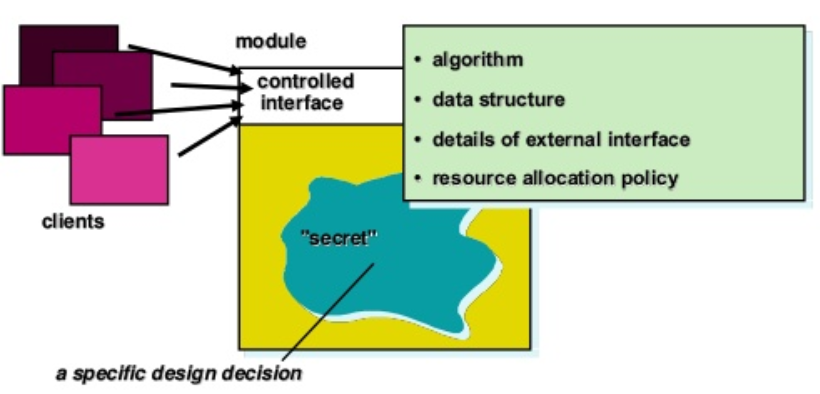 module
controlled
interface
• algorithm
• data structure
• details of external interface
• resource allocation policy
clients
"secret"
a specific design decision